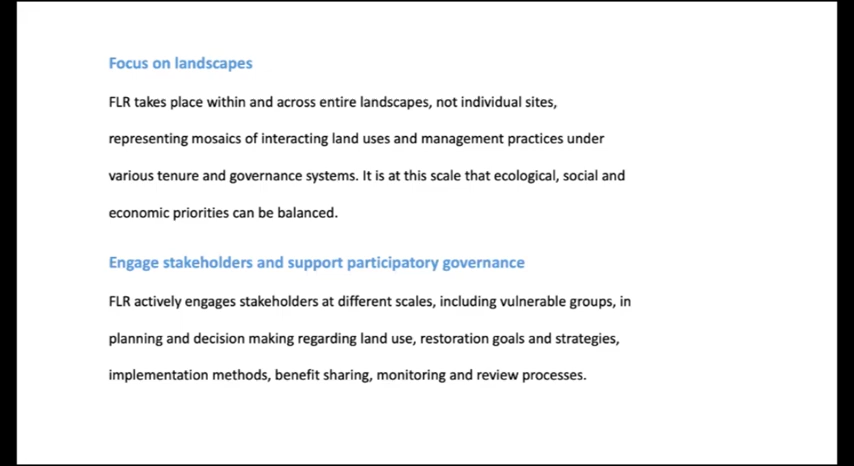 Focus on landscapes
FLR takes place within and across entire landscapes, not individual sites,
representing mosaics of interacting land uses and management practices under
various tenure and governance systems. It is at this scale that ecological, social and
economic priorities can be balanced.
Engage stakeholders and support participatory governance
FLR actively engages stakeholders at different scales, including vulnerable groups, in
planning and decision making regarding land use, restoration goals and strategies,
implementation methods, benefit sharing, monitoring and review processes.